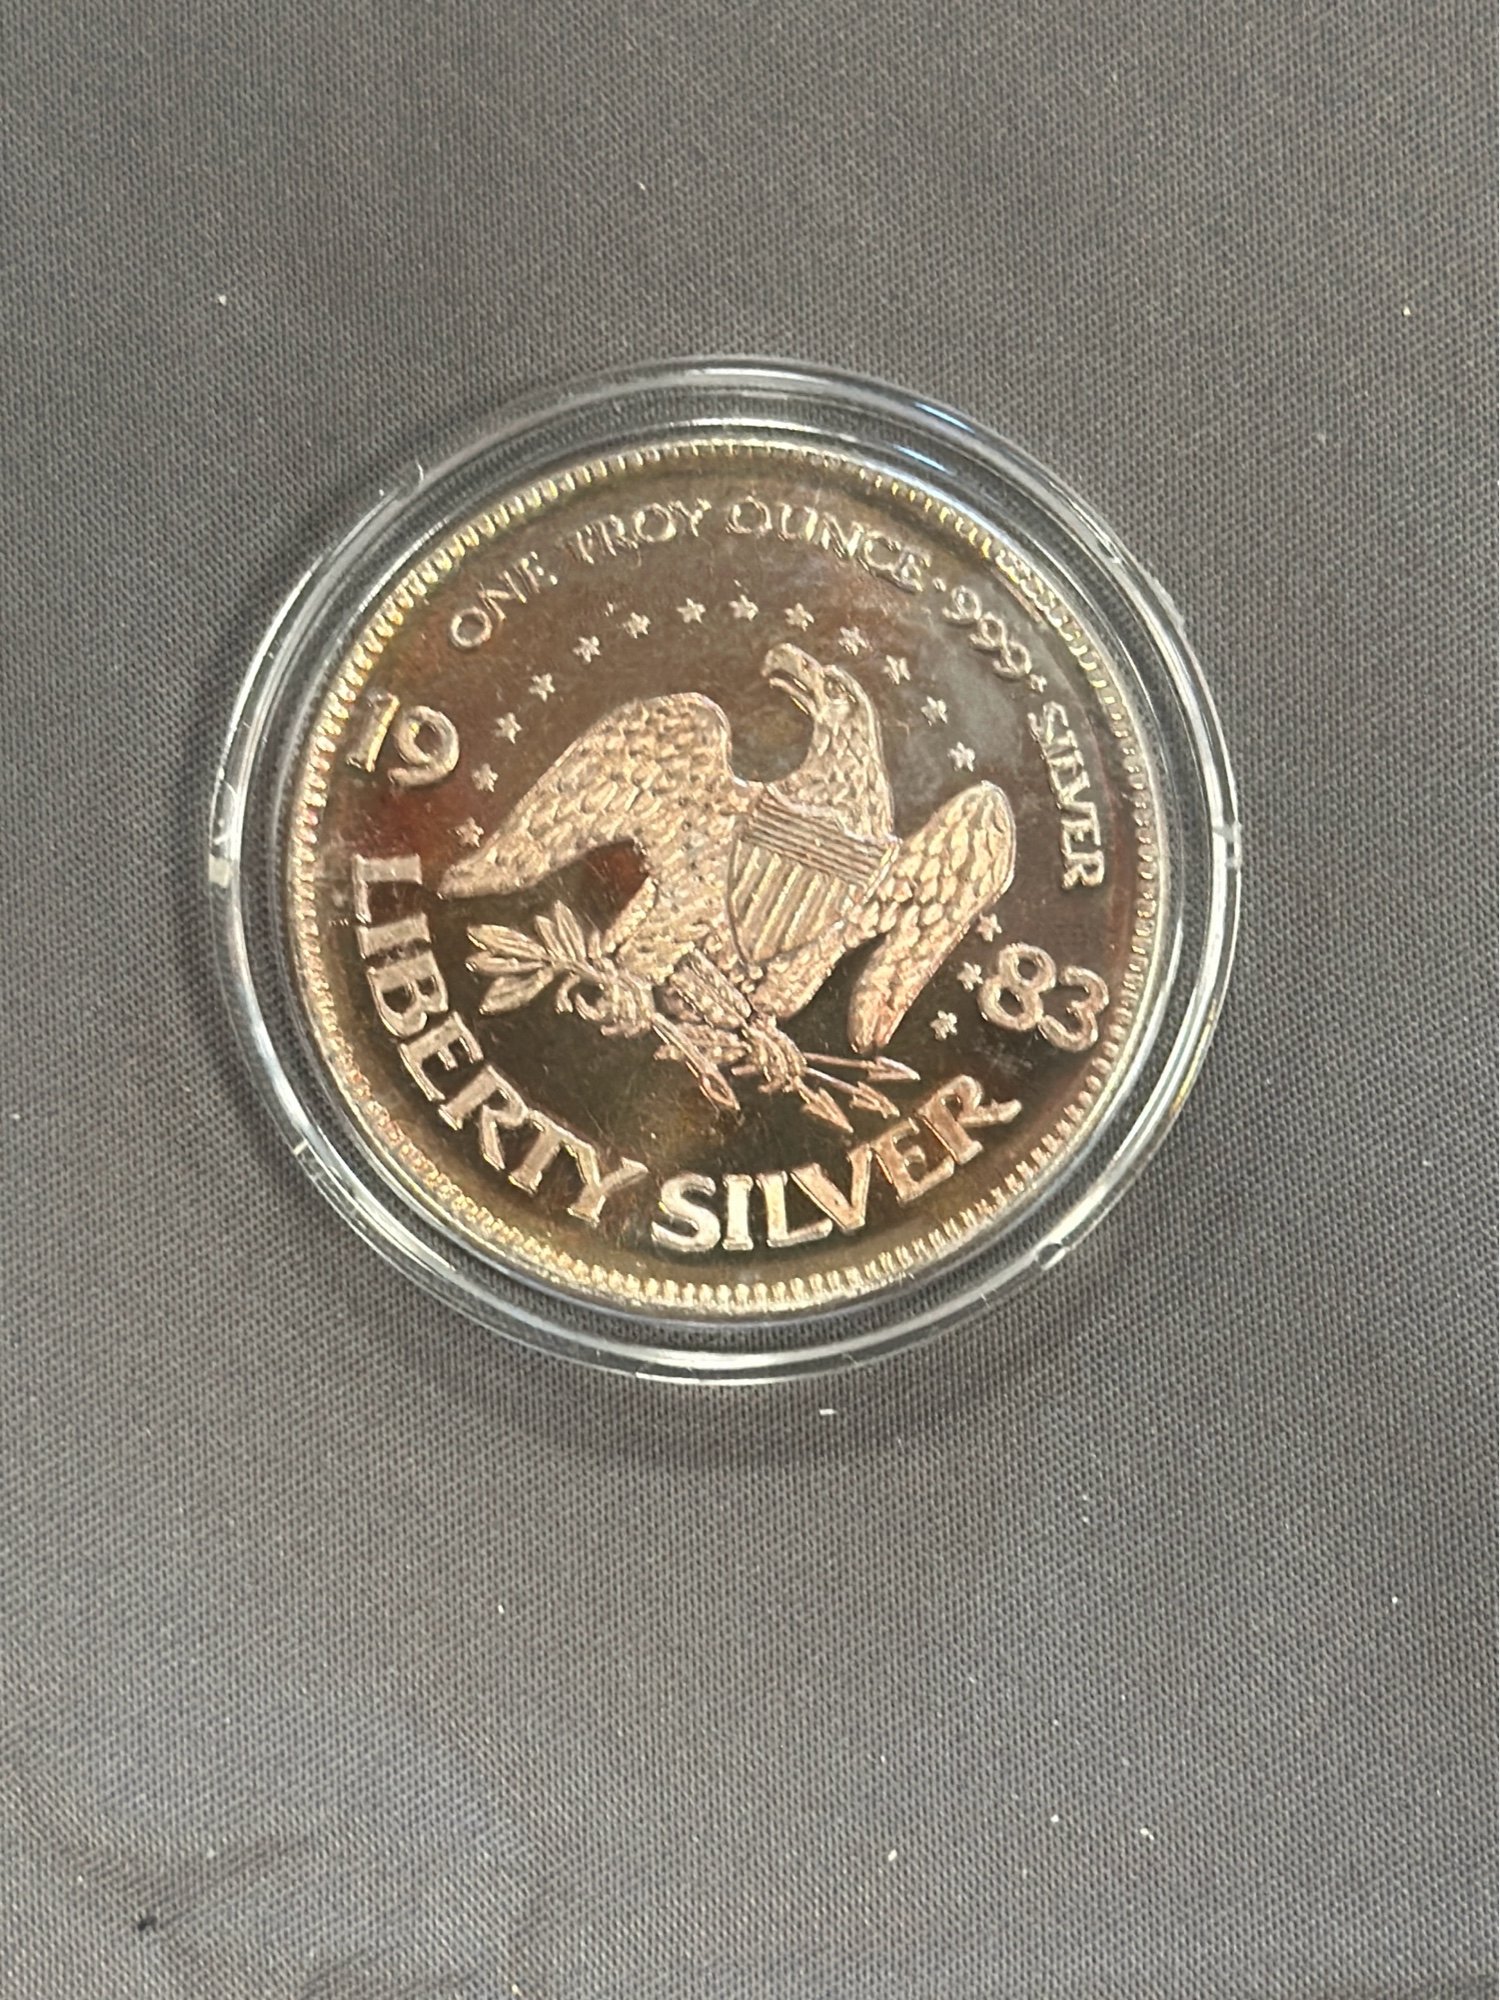 ONE TROY OUNCE · 999 · SILVER
19 83
LIBERTY SILVER